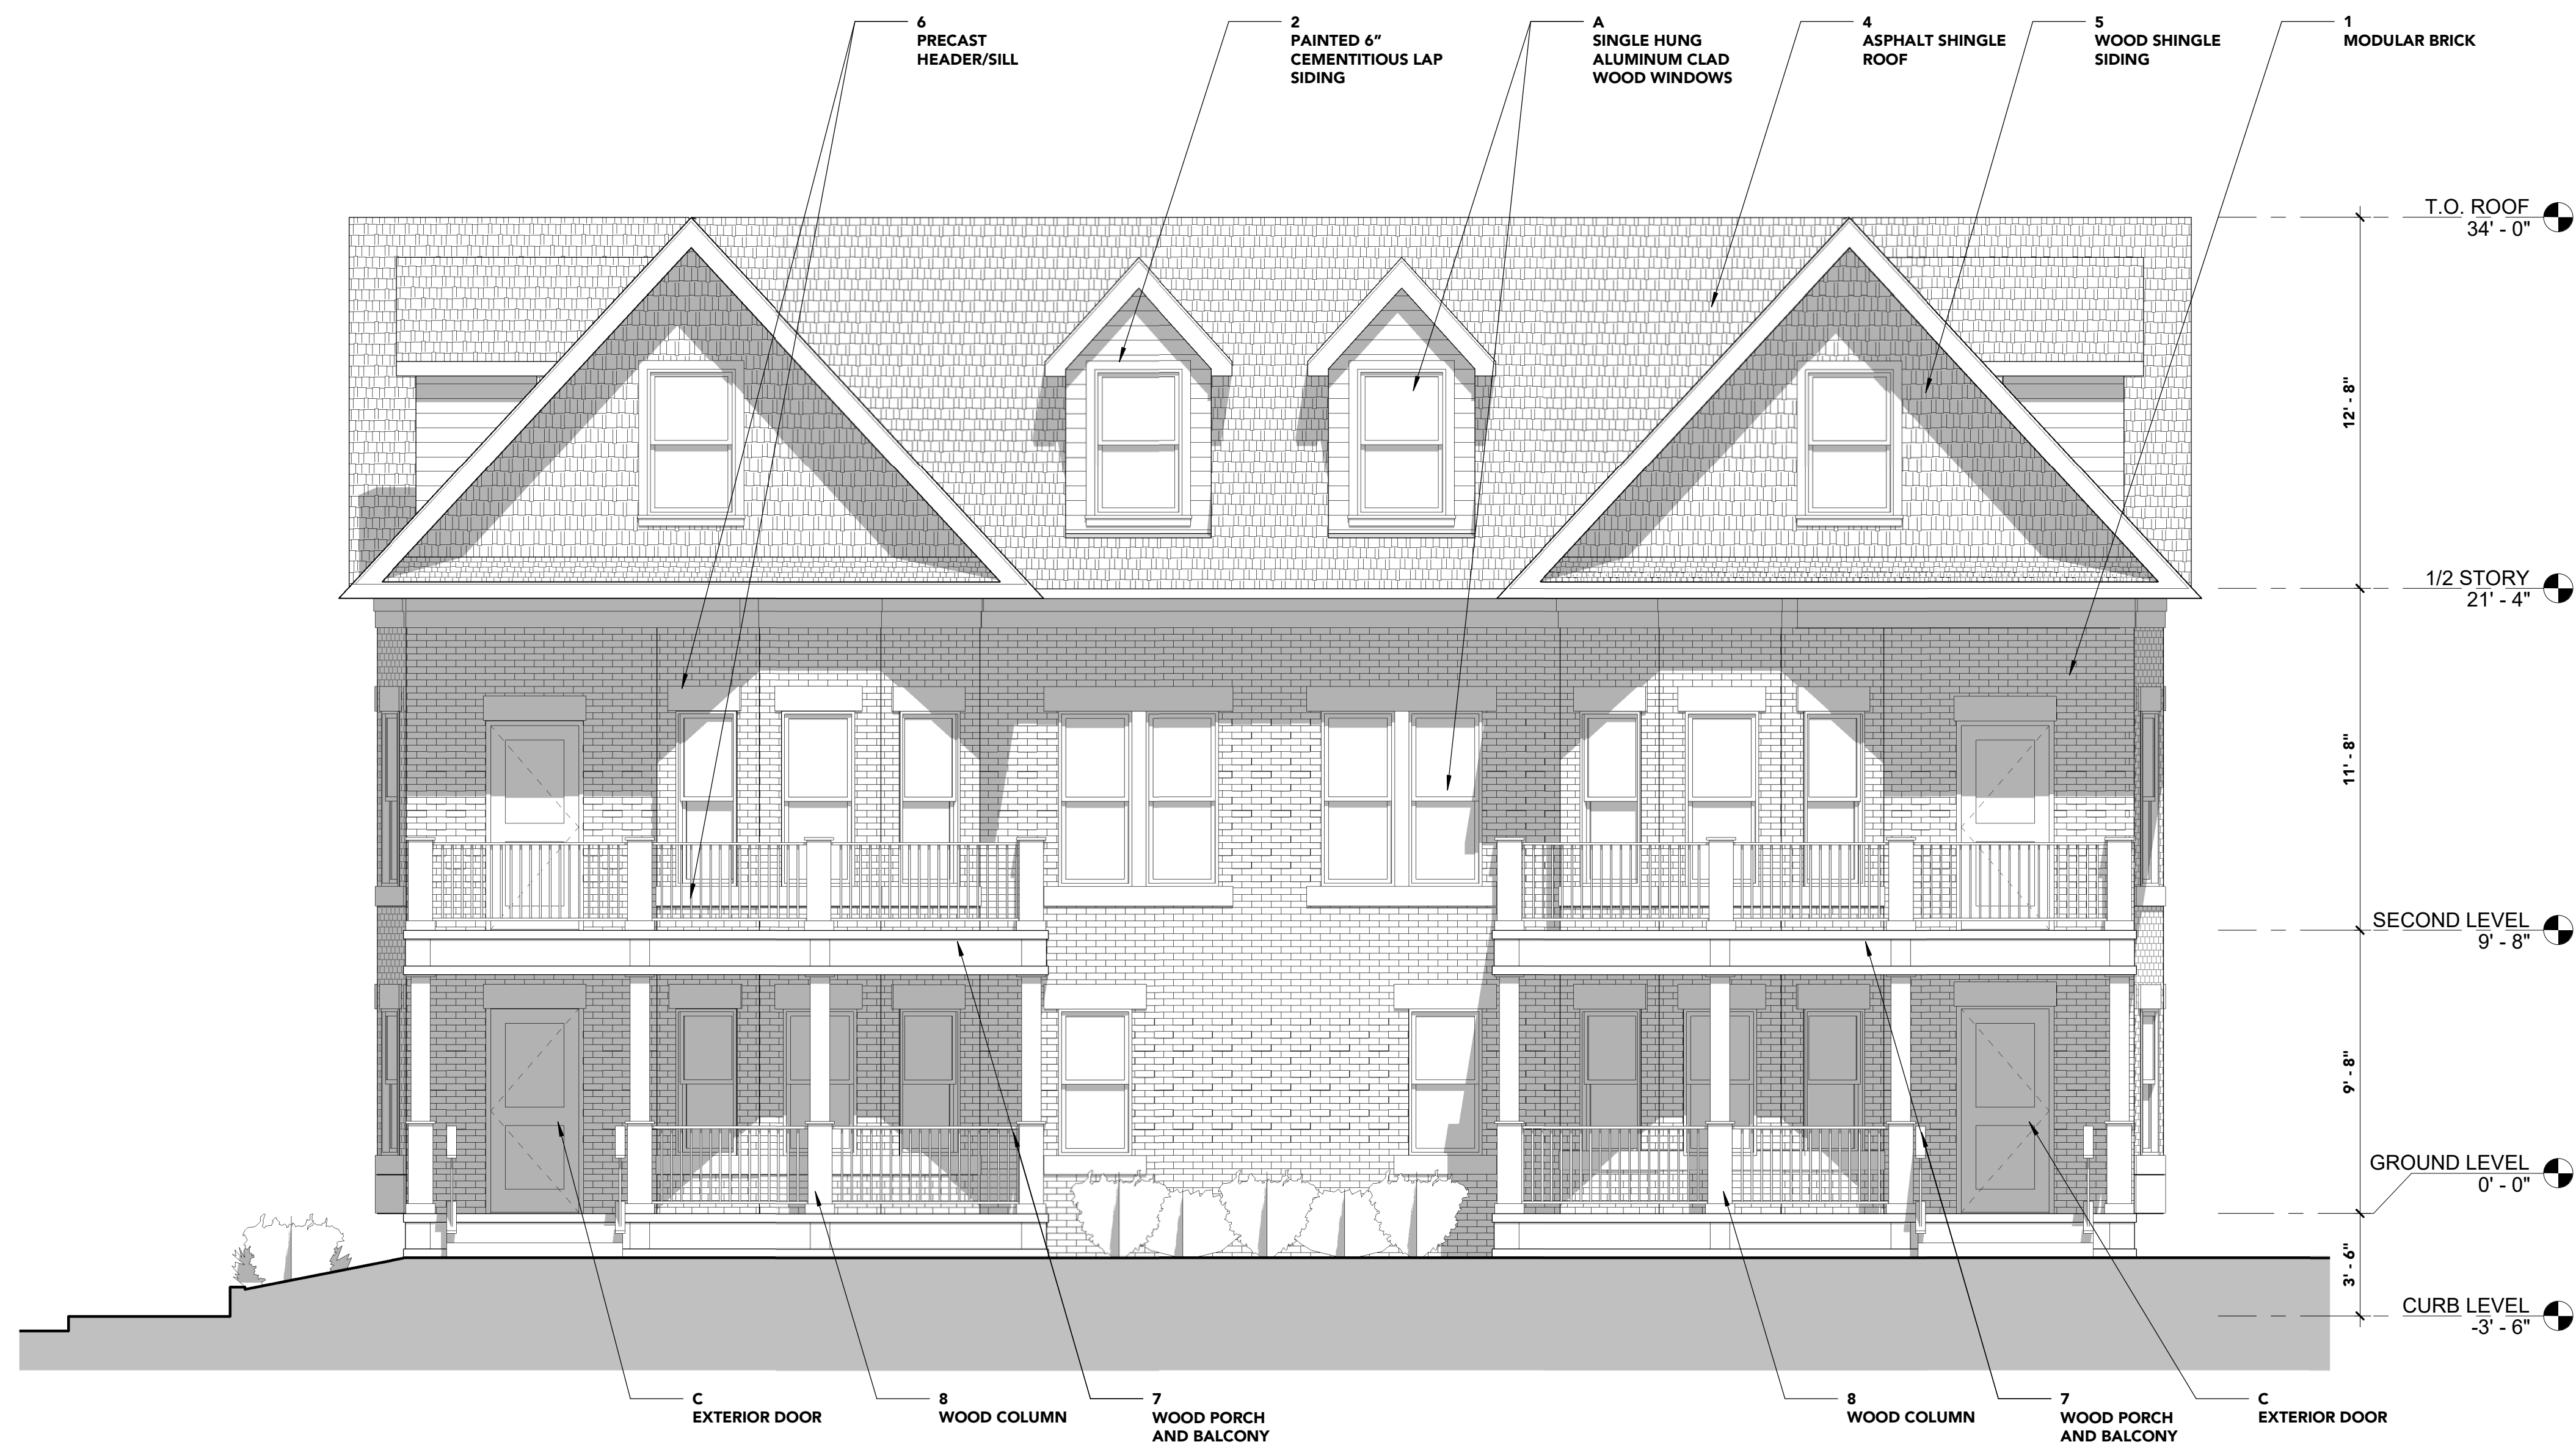 6
PRECAST
HEADER/SILL
2
PAINTED 6”
CEMENTITIOUS LAP
SIDING
A
SINGLE HUNG
ALUMINUM CLAD
WOOD WINDOWS
4
ASPHALT SHINGLE
ROOF
5
WOOD SHINGLE
SIDING
1
MODULAR BRICK
T.O. ROOF
34' - 0"
12' - 8"
1/2 STORY
21' - 4"
11' - 8"
SECOND LEVEL
9' - 8"
9' - 8"
GROUND LEVEL
0' - 0"
3' - 6"
CURB LEVEL
-3' - 6"
C
EXTERIOR DOOR
8
WOOD COLUMN
7
WOOD PORCH
AND BALCONY
8
WOOD COLUMN
7
WOOD PORCH
AND BALCONY
C
EXTERIOR DOOR